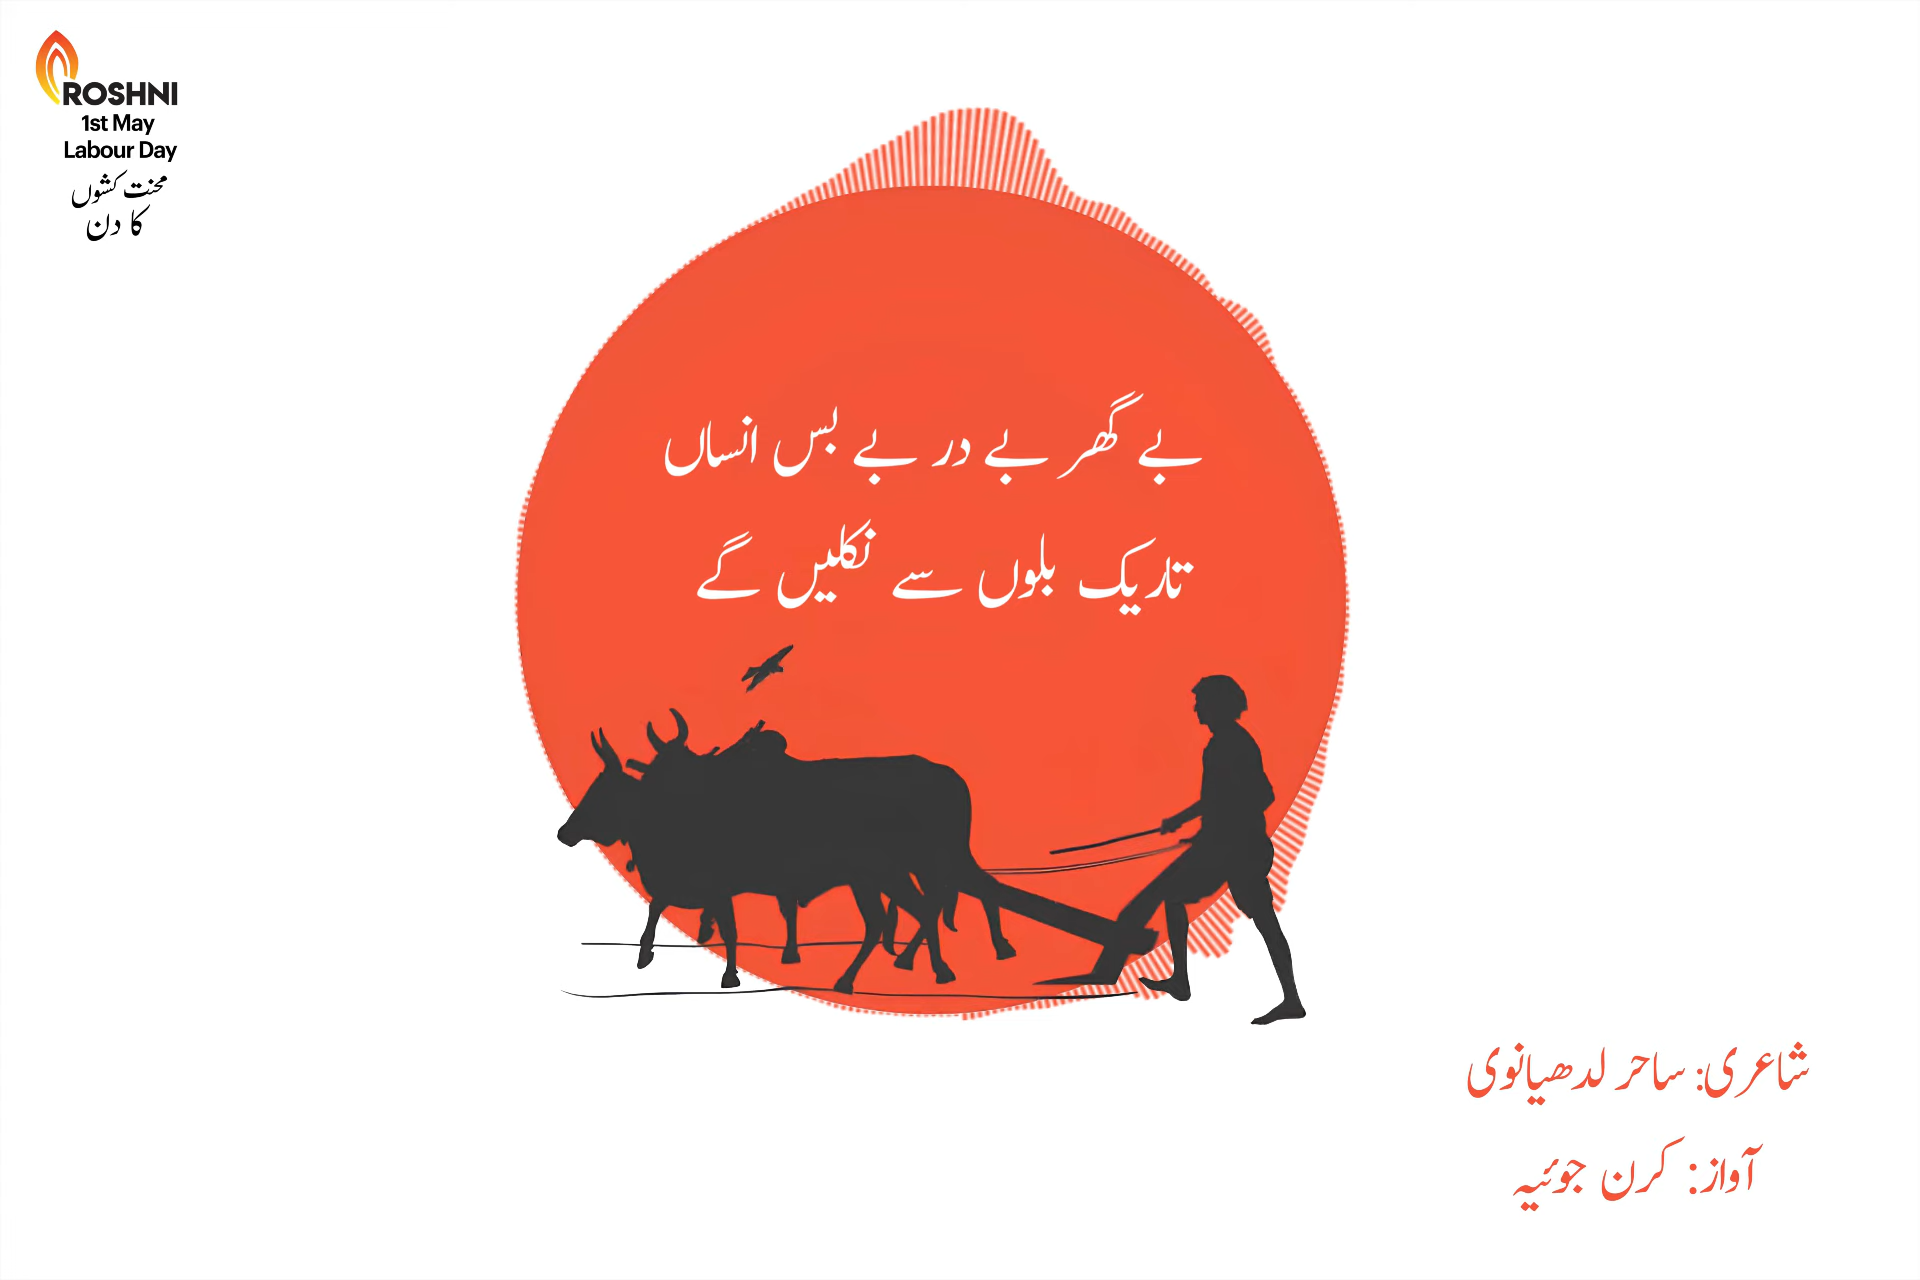 ROSHNI
1st May
Labour Day
محنت کشوں
کا دن
بے گھر بے در بے بس انساں
تاریک بلوں سے نکلیں گے
شاعری: ساحر لدھیانوی
آواز: کرن جوئیہ